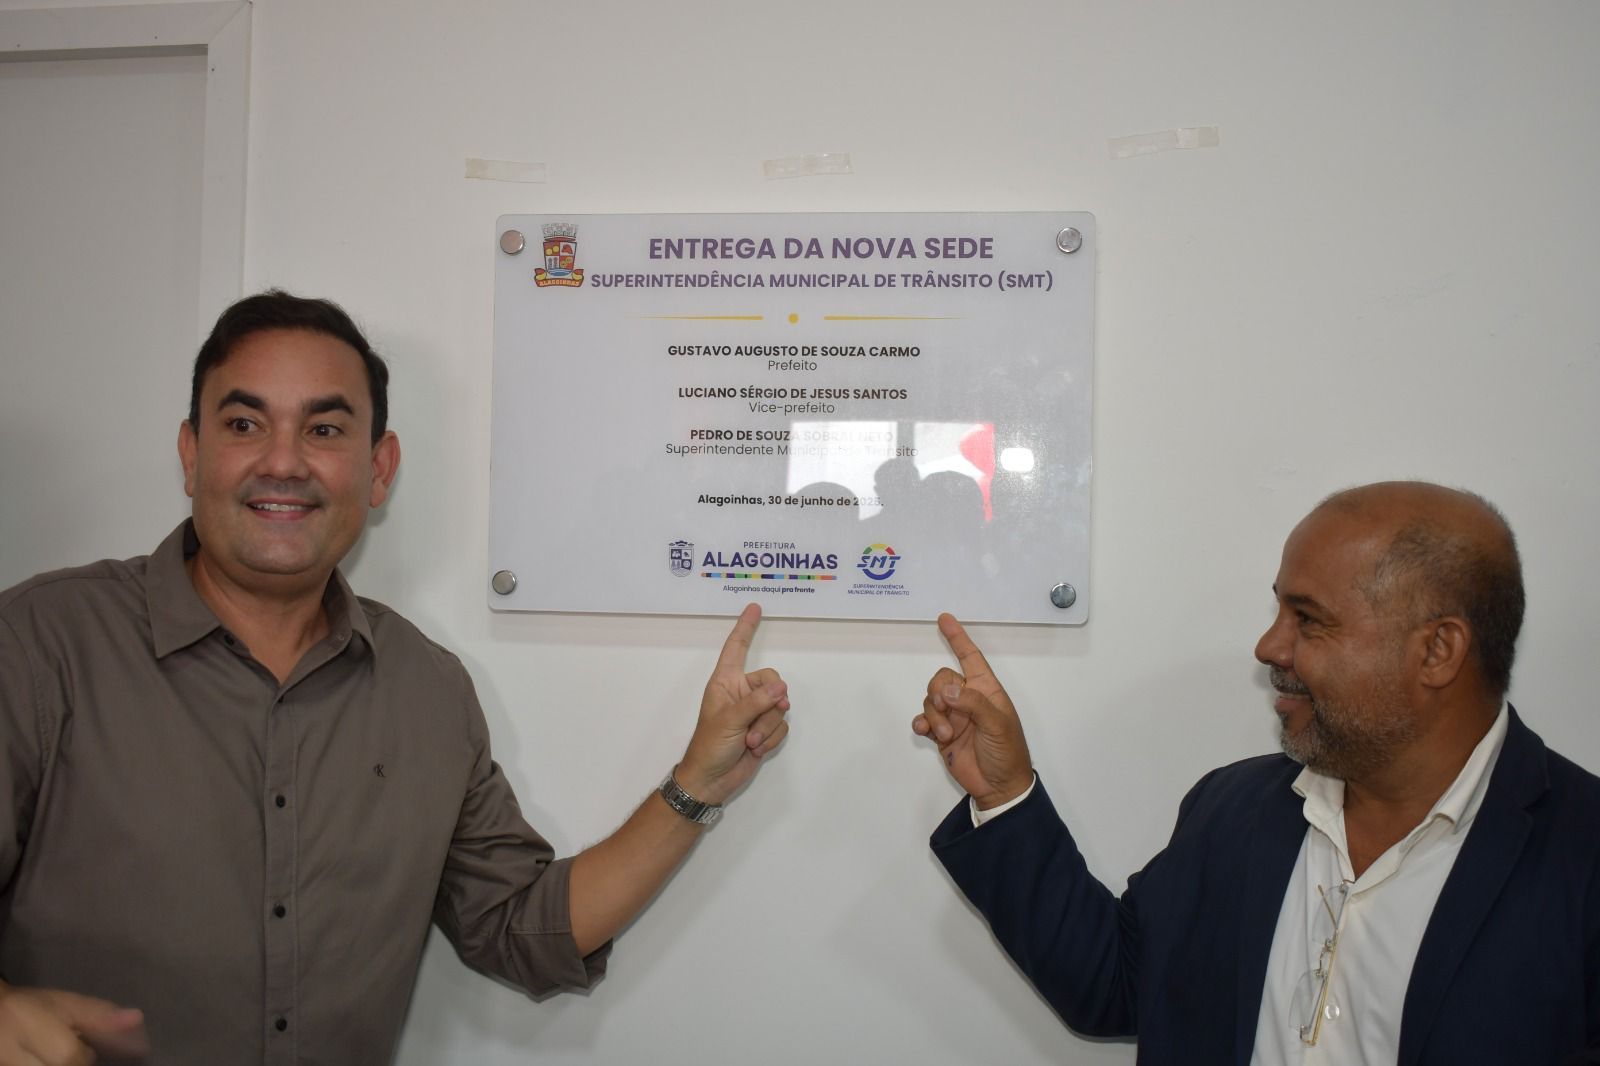 ENTREGA DA NOVA SEDE
SUPERINTENDÊNCIA MUNICIPAL DE TRÂNSITO (SMT)
ALAGOINHAS
GUSTAVO AUGUSTO DE SOUZA CARMO
Prefeito
LUCIANO SÉRGIO DE JESUS SANTOS
Vice-prefeito
PEDRO DE SOUZA SOBRAL NETO
Superintendente Municipal de Trânsito
Alagoinhas, 30 de junho de 2025.
PREFEITURA
ALAGOINHAS
Alagoinhas daqui pra frente
SMT
SUPERINTENDÊNCIA
MUNICIPAL DE TRÂNSITO
K